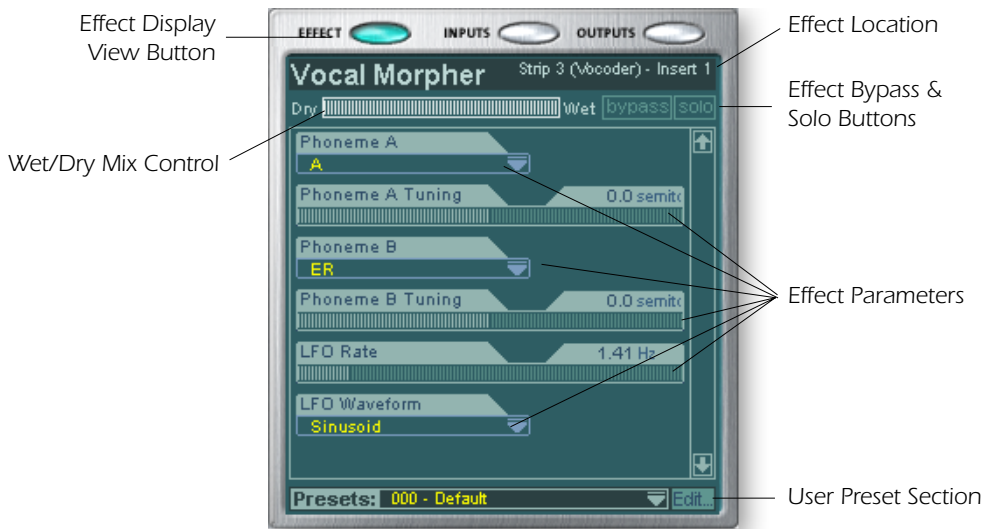 Effect Display
View Button
EFFECT
INPUTS
OUTPUTS
Effect Location
Vocal Morpher
Strip 3 (Vocoder) - Insert 1
Dry
Wet
bypass
solo
Effect Bypass &
Solo Buttons
Wet/Dry Mix Control
Phoneme A
A
Phoneme A Tuning
0.0 semito
Phoneme B
ER
Phoneme B Tuning
0.0 semito
Effect Parameters
LFO Rate
1.41 Hz
LFO Waveform
Sinusoid
Presets:
000 - Default
Edit...
User Preset Section